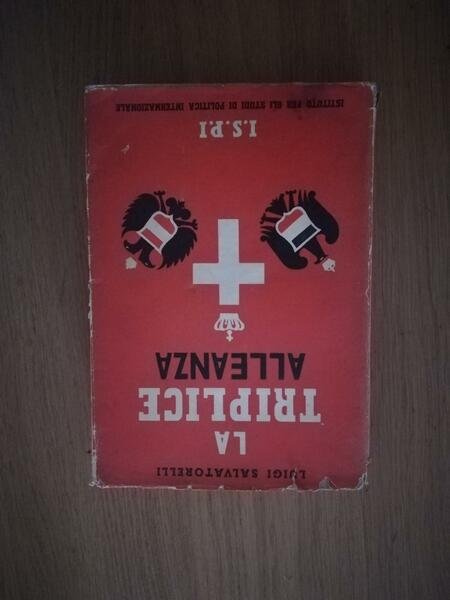 LUIGI SALVATORELLI
LA
TRIPLICE
ALLEANZA
I.S.P.I
ISTITUTO PER GLI STUDI DI POLITICA INTERNAZIONALE